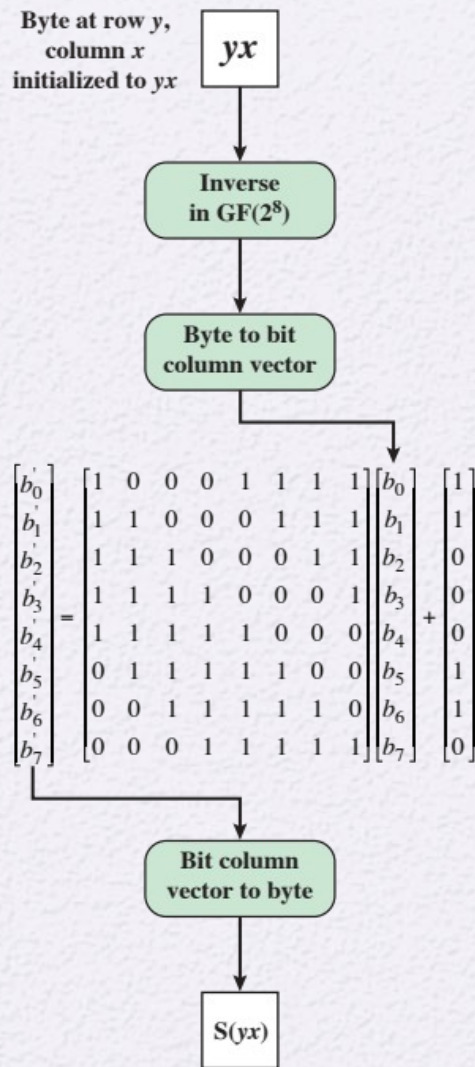 Byte at row y,
column x
initialized to yx
yx
Inverse
in GF(2⁸)
Byte to bit
column vector
b'₀ 1 0 0 0 1 1 1 1 b₀ 1
b'₁ 1 1 0 0 0 1 1 1 b₁ 1
b'₂ 1 1 1 0 0 0 1 1 b₂ 0
b'₃ = 1 1 1 1 0 0 0 1 b₃ + 0
b'₄ 1 1 1 1 1 0 0 0 b₄ 0
b'₅ 0 1 1 1 1 1 0 0 b₅ 1
b'₆ 0 0 1 1 1 1 1 0 b₆ 1
b'₇ 0 0 0 1 1 1 1 1 b₇ 0
Bit column
vector to byte
S(yx)